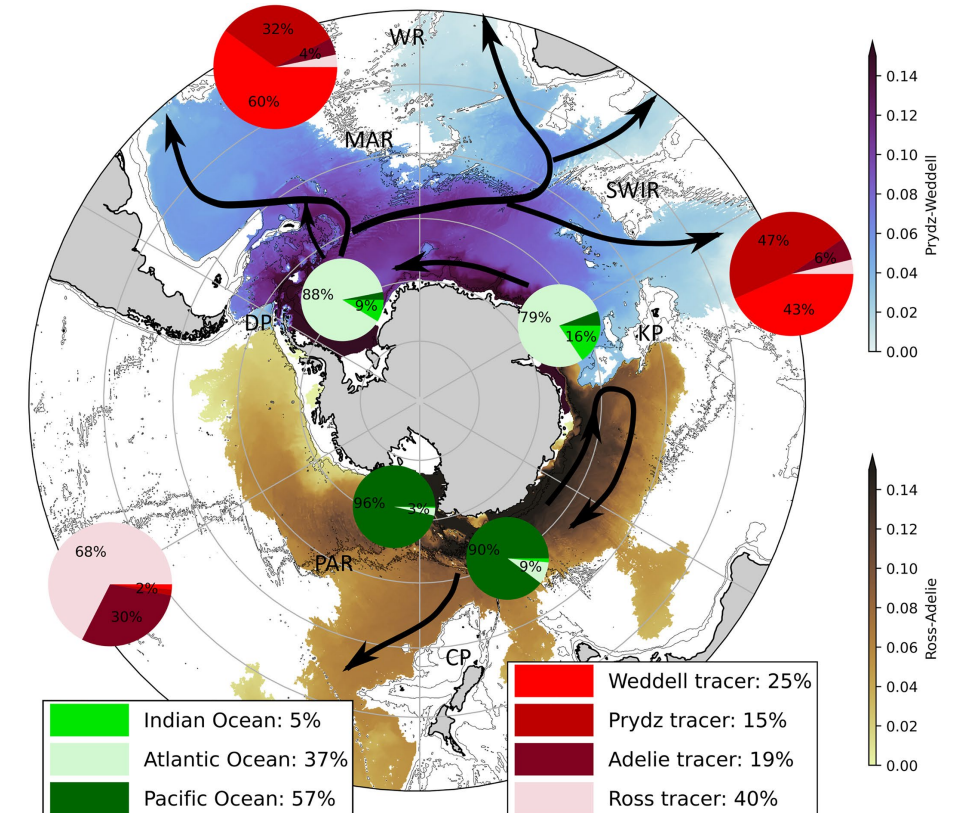 WR
32%
4%
60%
MAR
SWIR
47%
6%
43%
88%
9%
79%
16%
DP
KP
96%
3%
90%
9%
PAR
68%
2%
30%
CP
0.14
0.12
0.10
0.08
0.06
0.04
0.02
0.00
Prydz-Weddell
0.14
0.12
0.10
0.08
0.06
0.04
0.02
0.00
Ross-Adelie
Indian Ocean: 5%
Atlantic Ocean: 37%
Pacific Ocean: 57%
Weddell tracer: 25%
Prydz tracer: 15%
Adelie tracer: 19%
Ross tracer: 40%